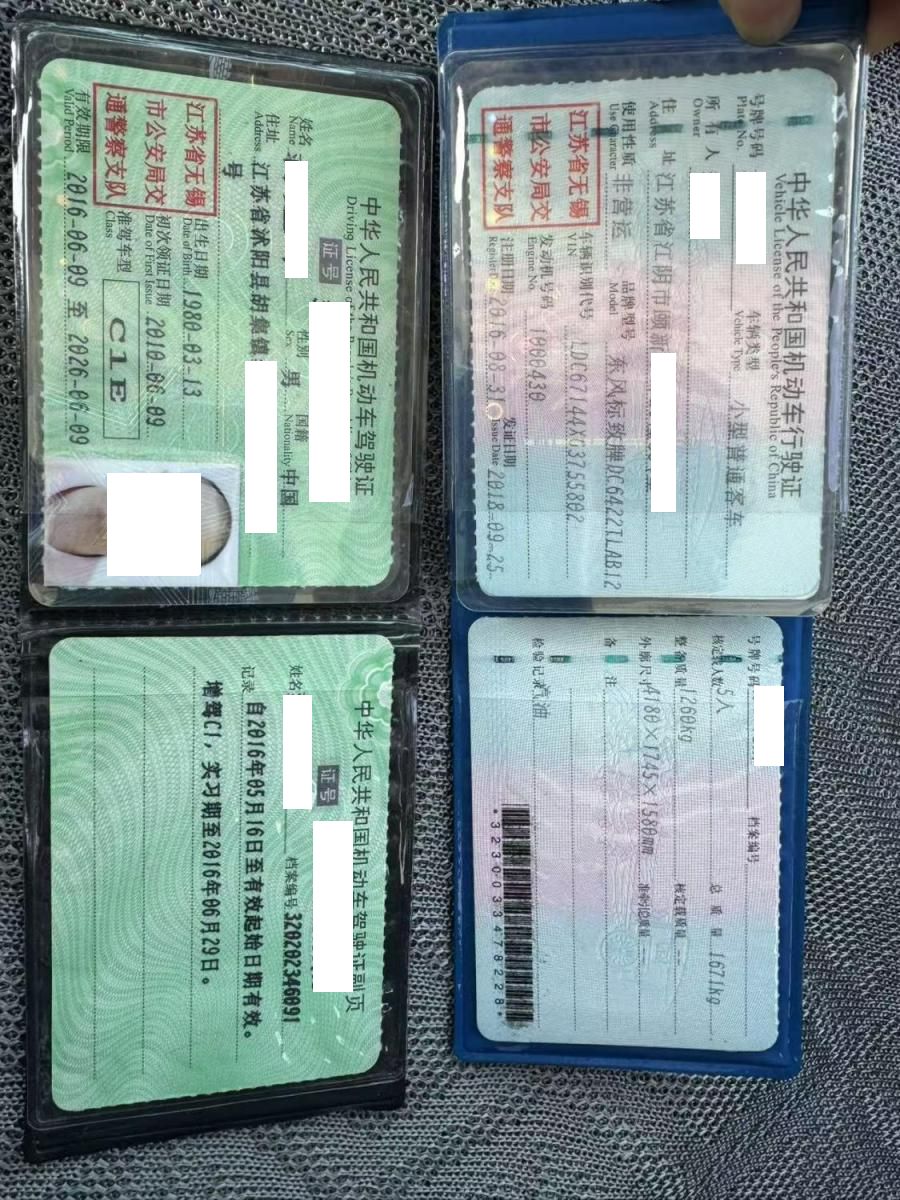 中华人民共和国机动车驾驶证
Driving License of the
证号
姓名
Name
性别 男 国籍 中国
Sex Nationality
住址 江苏省沭阳县胡集镇
Address
号
江苏省无锡
市公安局交
通警察支队
出生日期 1980-03-13
Date of Birth
初次领证日期 2010-06-09
Date of First Issue
准驾车型 C1E
Class
有效期限 2016-06-09 至 2026-06-09
Valid Period
中华人民共和国机动车驾驶证副页
证号
姓名 档案编号 320202346091
记录 自2016年05月16日至有效起始日期有效。
增驾C1, 实习期至2016年06月29日。
中华人民共和国机动车行驶证
Vehicle License of the People's Republic of China
号牌号码 车辆类型 小型普通客车
Plate No. Vehicle Type
所有人
Owner
住址 江苏省江阴市
Address
使用性质 非营运 品牌型号 东风标致牌DC6422TLAB12
Use Character Model
江苏省无锡
市公安局交
通警察支队
车辆识别代号 LDC67144XG3755802
VIN
发动机号码 1008430
Engine No.
注册日期 2016-08-31 发证日期 2018-09-25
Register Issue Date
号牌号码 档案编号
核定载人数 5人 总质量 1671kg
整备质量 1280kg 核定载质量 --
外廓尺寸 4180×1745×1580mm 准牵引总质量 --
备注
检验记录 汽油
*3230033478228*